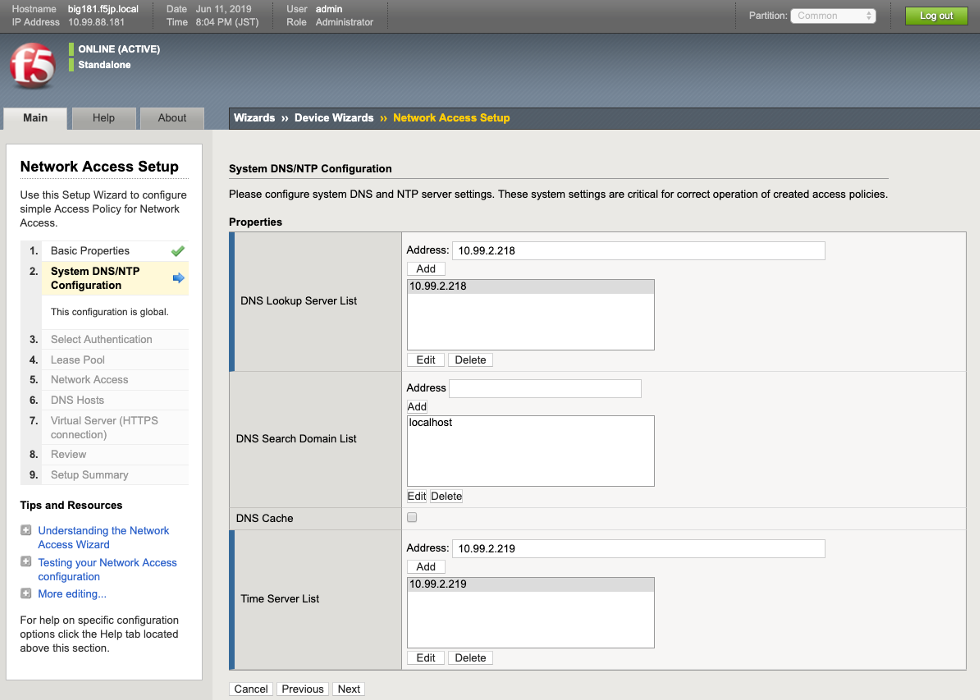 Hostname big181.f5jp.local Date Jun 11, 2019 User admin
IP Address 10.99.88.181 Time 8:04 PM (JST) Role Administrator
Partition: Common Log out
f5
ONLINE (ACTIVE)
Standalone
Main Help About
Wizards ›› Device Wizards ›› Network Access Setup
Network Access Setup
Use this Setup Wizard to configure
simple Access Policy for Network
Access.
1. Basic Properties
2. System DNS/NTP
Configuration
This configuration is global.
3. Select Authentication
4. Lease Pool
5. Network Access
6. DNS Hosts
7. Virtual Server (HTTPS
connection)
8. Review
9. Setup Summary
Tips and Resources
Understanding the Network
Access Wizard
Testing your Network Access
configuration
More editing...
For help on specific configuration
options click the Help tab located
above this section.
System DNS/NTP Configuration
Please configure system DNS and NTP server settings. These system settings are critical for correct operation of created access policies.
Properties
DNS Lookup Server List
Address: 10.99.2.218
Add
10.99.2.218
Edit Delete
DNS Search Domain List
Address
Add
localhost
Edit Delete
DNS Cache
Time Server List
Address: 10.99.2.219
Add
10.99.2.219
Edit Delete
Cancel Previous Next